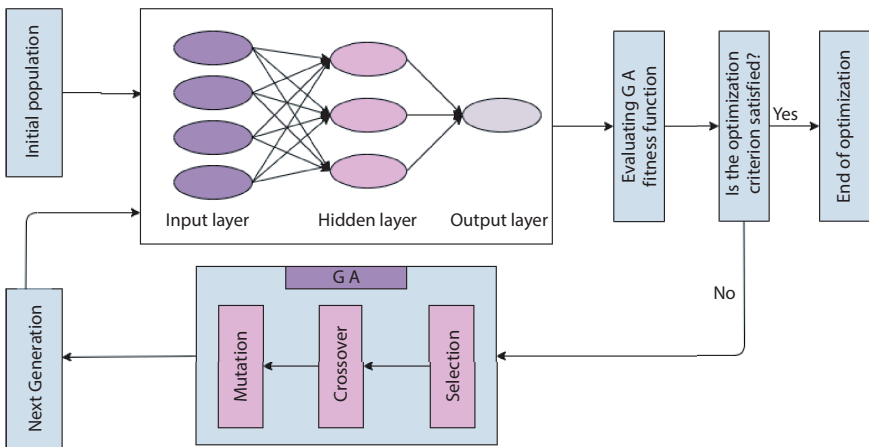 Initial population
Input layer
Hidden layer
Output layer
Evaluating G A
fitness function
Is the optimization
criterion satisfied?
Yes
End of optimization
No
G A
Selection
Crossover
Mutation
Next Generation